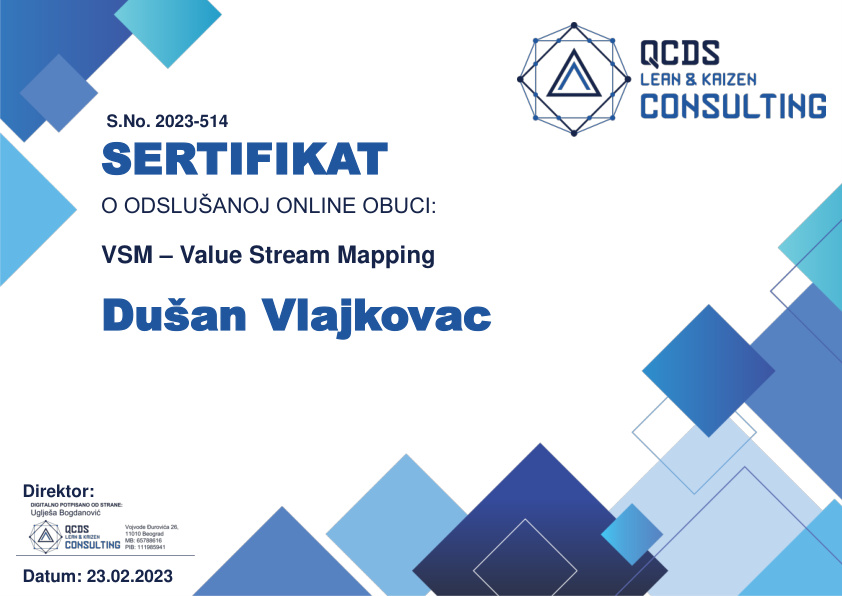 QCDS
LEAN & KAIZEN
CONSULTING
S.No. 2023-514
SERTIFIKAT
O ODSLUŠANOJ ONLINE OBUCI:
VSM – Value Stream Mapping
Dušan Vlajkovac
Direktor:
DIGITALNO POTPISANO OD STRANE:
Uglješa Bogdanović
QCDS
LEAN & KAIZEN
CONSULTING
Vojvode Đurovića 26,
11010 Beograd
MB: 65788616
PIB: 111985941
Datum: 23.02.2023